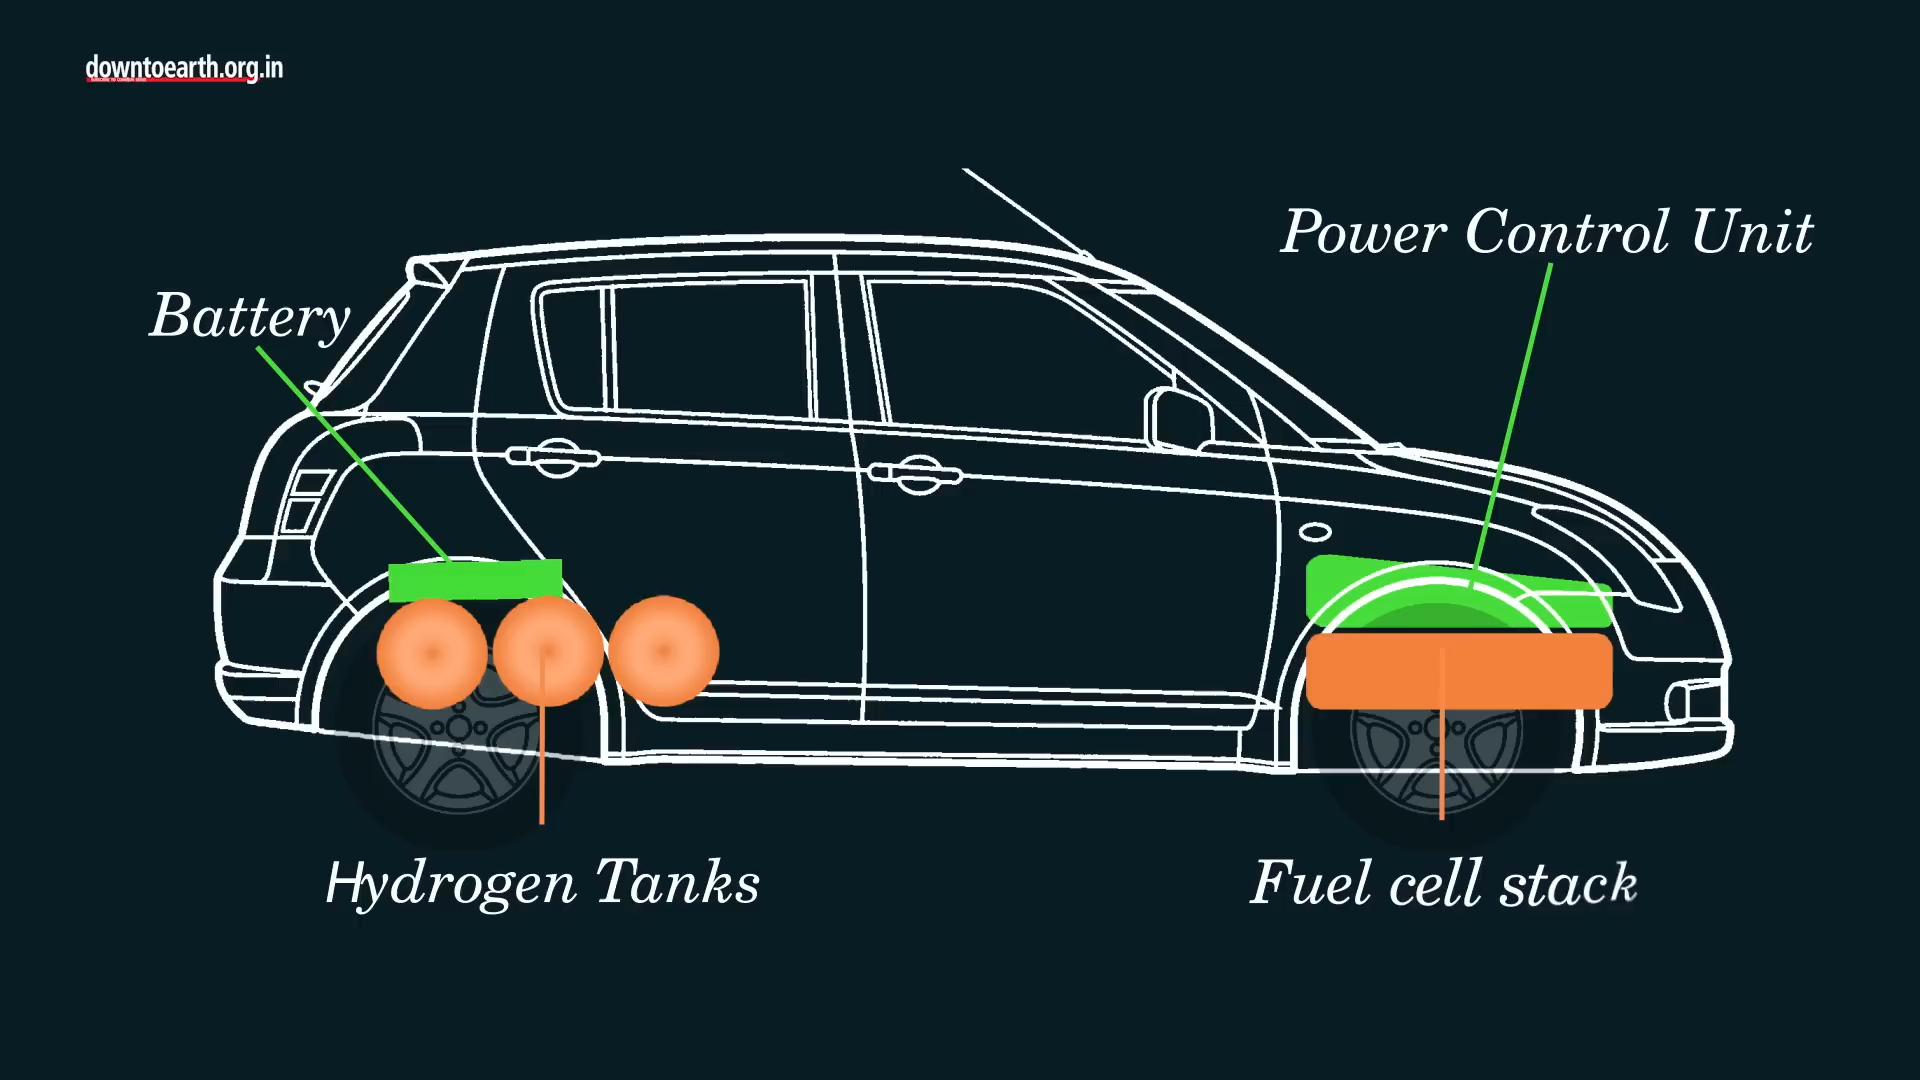 downtoearth.org.in
Power Control Unit
Battery
Hydrogen Tanks
Fuel cell stack